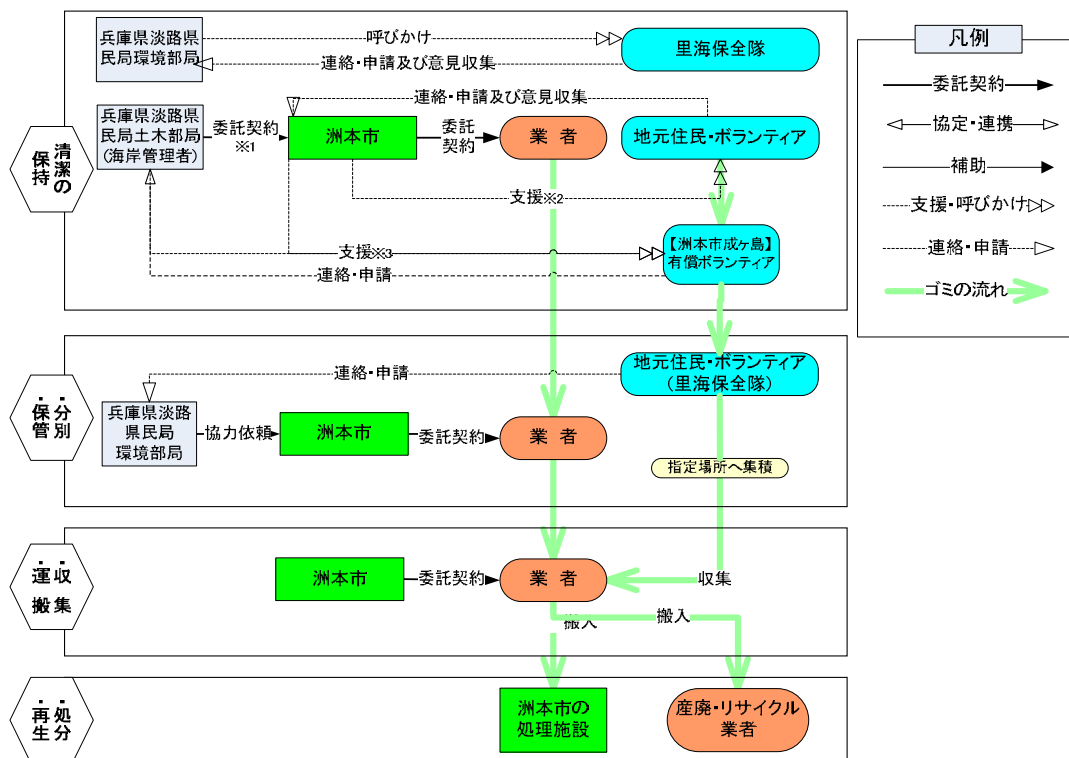 兵庫県淡路県
民局環境部局
呼びかけ
連絡・申請及び意見収集
里海保全隊
清潔の
保持
兵庫県淡路県
民局土木部局
(海岸管理者)
委託契約
※1
洲本市
委託
契約
業 者
連絡・申請及び意見収集
地元住民・ボランティア
支援※2
支援※3
連絡・申請
【洲本市成ヶ島】
有償ボランティア
凡例
委託契約
協定・連携
補助
支援・呼びかけ
連絡・申請
ゴミの流れ
・分別
・保管
連絡・申請
地元住民・ボランティア
(里海保全隊)
兵庫県淡路
県民局
環境部局
協力依頼
洲本市
委託契約
業 者
指定場所へ集積
・収集
・運搬
洲本市
委託契約
業 者
収集
搬入
搬入
・処分
・再生
洲本市の
処理施設
産廃・リサイクル
業者